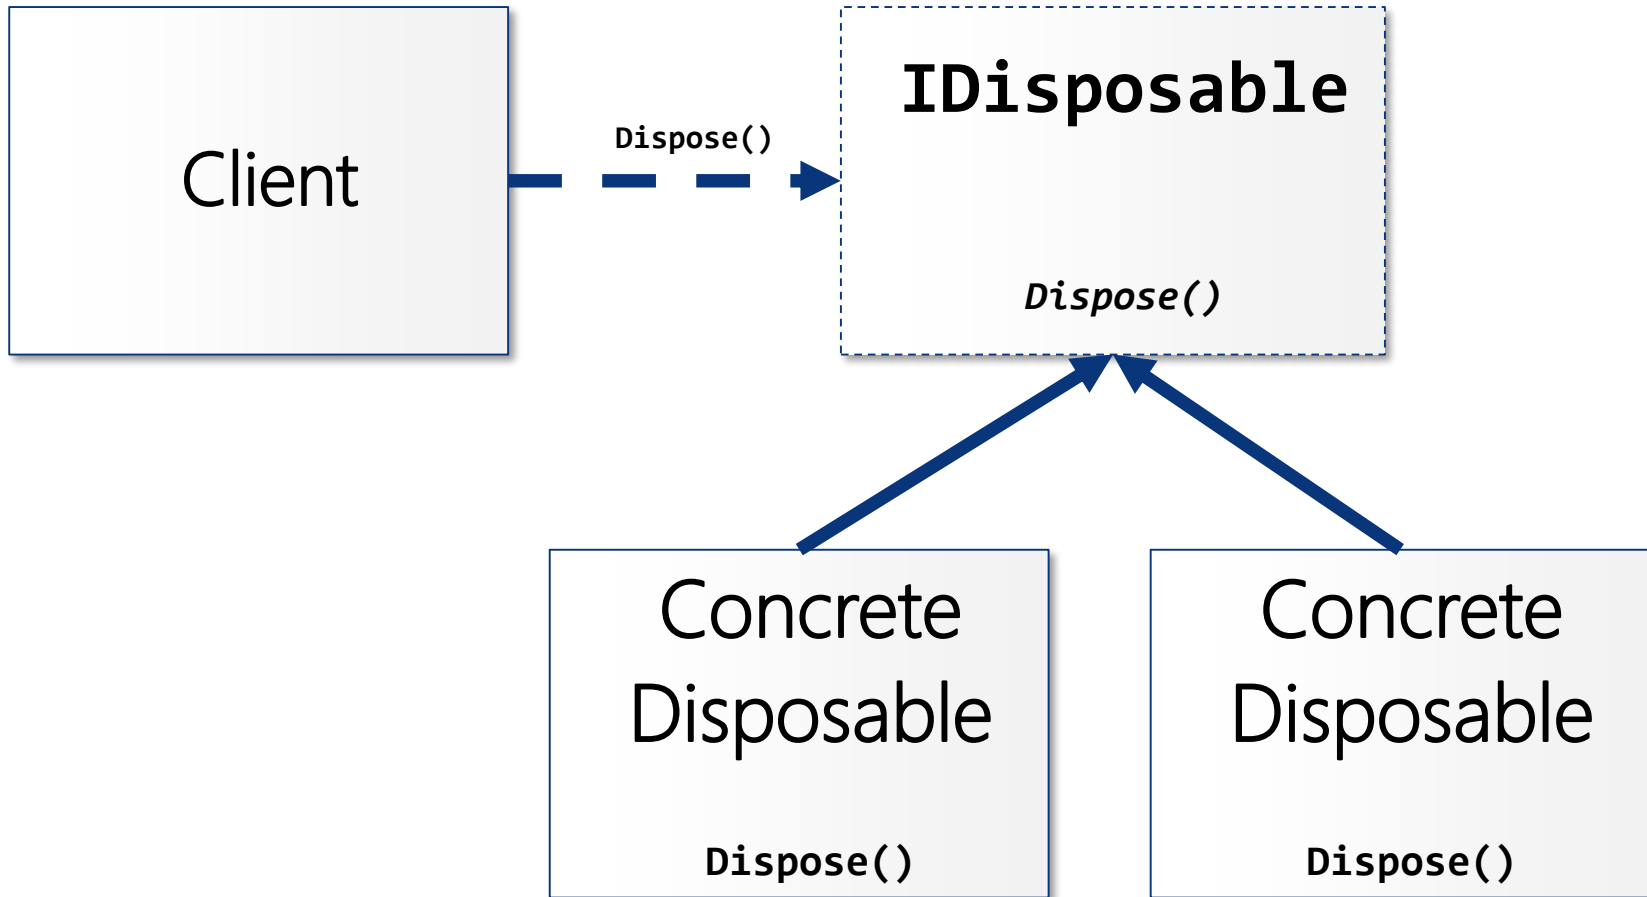 Client
Dispose()
IDisposable
Dispose()
Concrete
Disposable
Dispose()
Concrete
Disposable
Dispose()